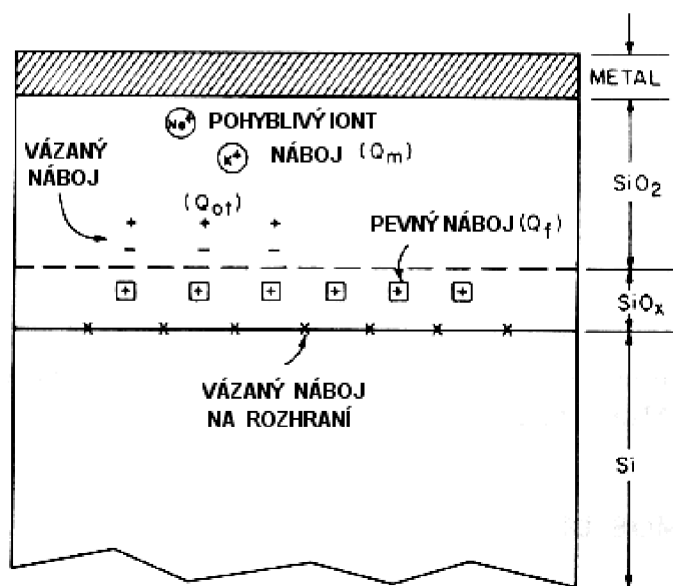 METAL
Na+
POHYBLIVÝ IONT
K+
NÁBOJ (Qm)
VÁZANÝ
NÁBOJ
SiO2
(Qot)
+ + +
– – –
PEVNÝ NÁBOJ (Qf)
+ + + + + +
SiOx
x x x x x x x
VÁZANÝ NÁBOJ
NA ROZHRANÍ
Si